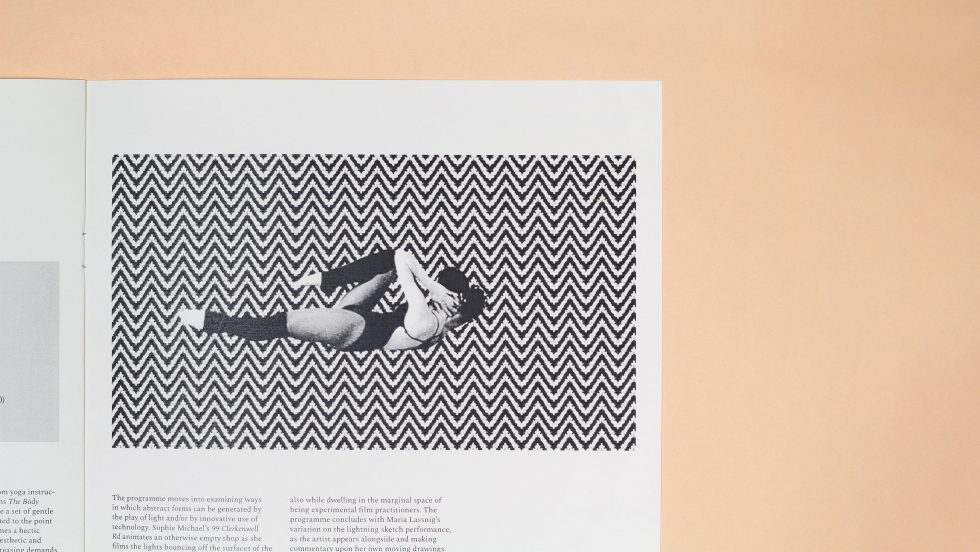 0)
om yoga instruc-
ns The Body
e a set of gentle
ted to the point
mes a hectic
esthetic and
reasing demands
The programme moves into examining ways
in which abstract forms can be generated by
the play of light and/or by innovative use of
technology. Sophie Michael's 99 Clerkenwell
Rd animates an otherwise empty shop as she
films the lights bouncing off the surfaces of the
also while dwelling in the marginal space of
being experimental film practitioners. The
programme concludes with Maria Lassnig's
variation on the lightning sketch performance,
as the artist appears alongside and making
commentary upon her own moving drawings.